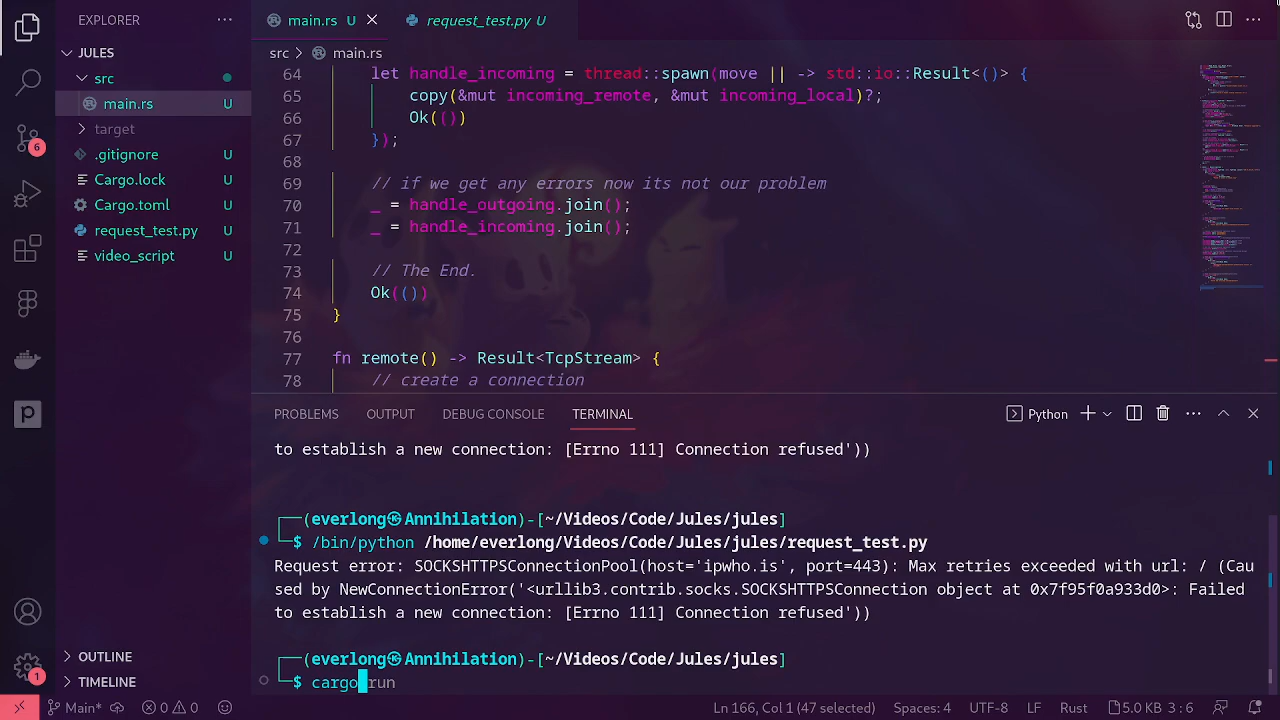 EXPLORER
JULES
src
main.rs U
target
.gitignore U
Cargo.lock U
Cargo.toml U
request_test.py U
video_script U
OUTLINE
TIMELINE
6
1
main.rs U
request_test.py U
src > main.rs
64 let handle_incoming = thread::spawn(move || -> std::io::Result<()> {
65 copy(&mut incoming_remote, &mut incoming_local)?;
66 Ok(())
67 });
68
69 // if we get any errors now its not our problem
70 _ = handle_outgoing.join();
71 _ = handle_incoming.join();
72
73 // The End.
74 Ok(())
75 }
76
77 fn remote() -> Result<TcpStream> {
78 // create a connection
PROBLEMS OUTPUT DEBUG CONSOLE TERMINAL Python
to establish a new connection: [Errno 111] Connection refused'))
┌──(everlong㉿Annihilation)-[~/Videos/Code/Jules/jules]
└─$ /bin/python /home/everlong/Videos/Code/Jules/jules/request_test.py
Request error: SOCKSHTTPSConnectionPool(host='ipwho.is', port=443): Max retries exceeded with url: / (Cau
sed by NewConnectionError('<urllib3.contrib.socks.SOCKSHTTPSConnection object at 0x7f95f0a933d0>: Failed
to establish a new connection: [Errno 111] Connection refused'))
┌──(everlong㉿Annihilation)-[~/Videos/Code/Jules/jules]
└─$ cargo run
Main* 0 0 Ln 166, Col 1 (47 selected) Spaces: 4 UTF-8 LF Rust 5.0 KB 3 : 6